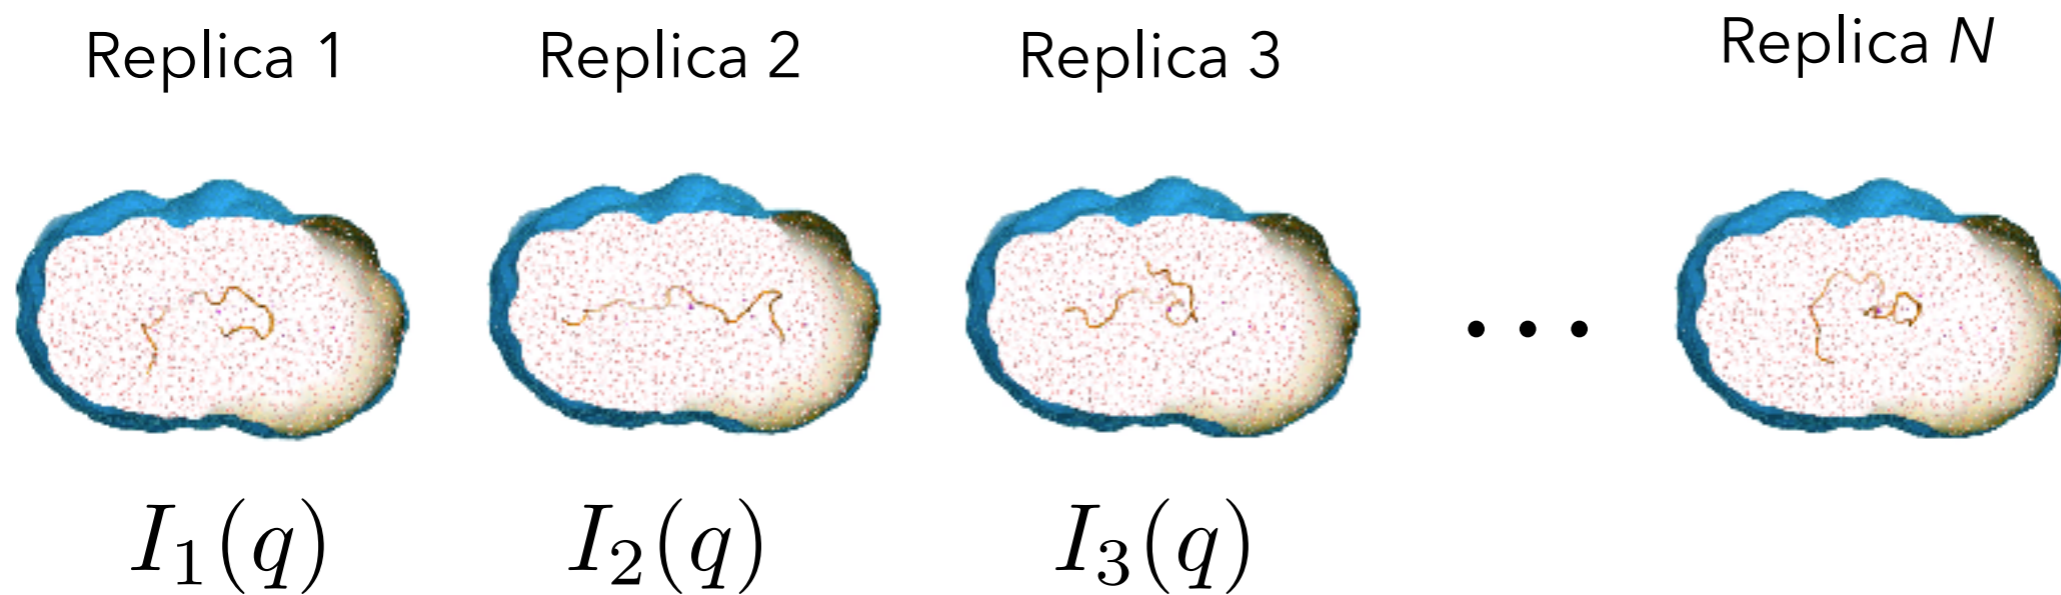 Replica 1 Replica 2 Replica 3 Replica N
. . .
I₁(q) I₂(q) I₃(q)